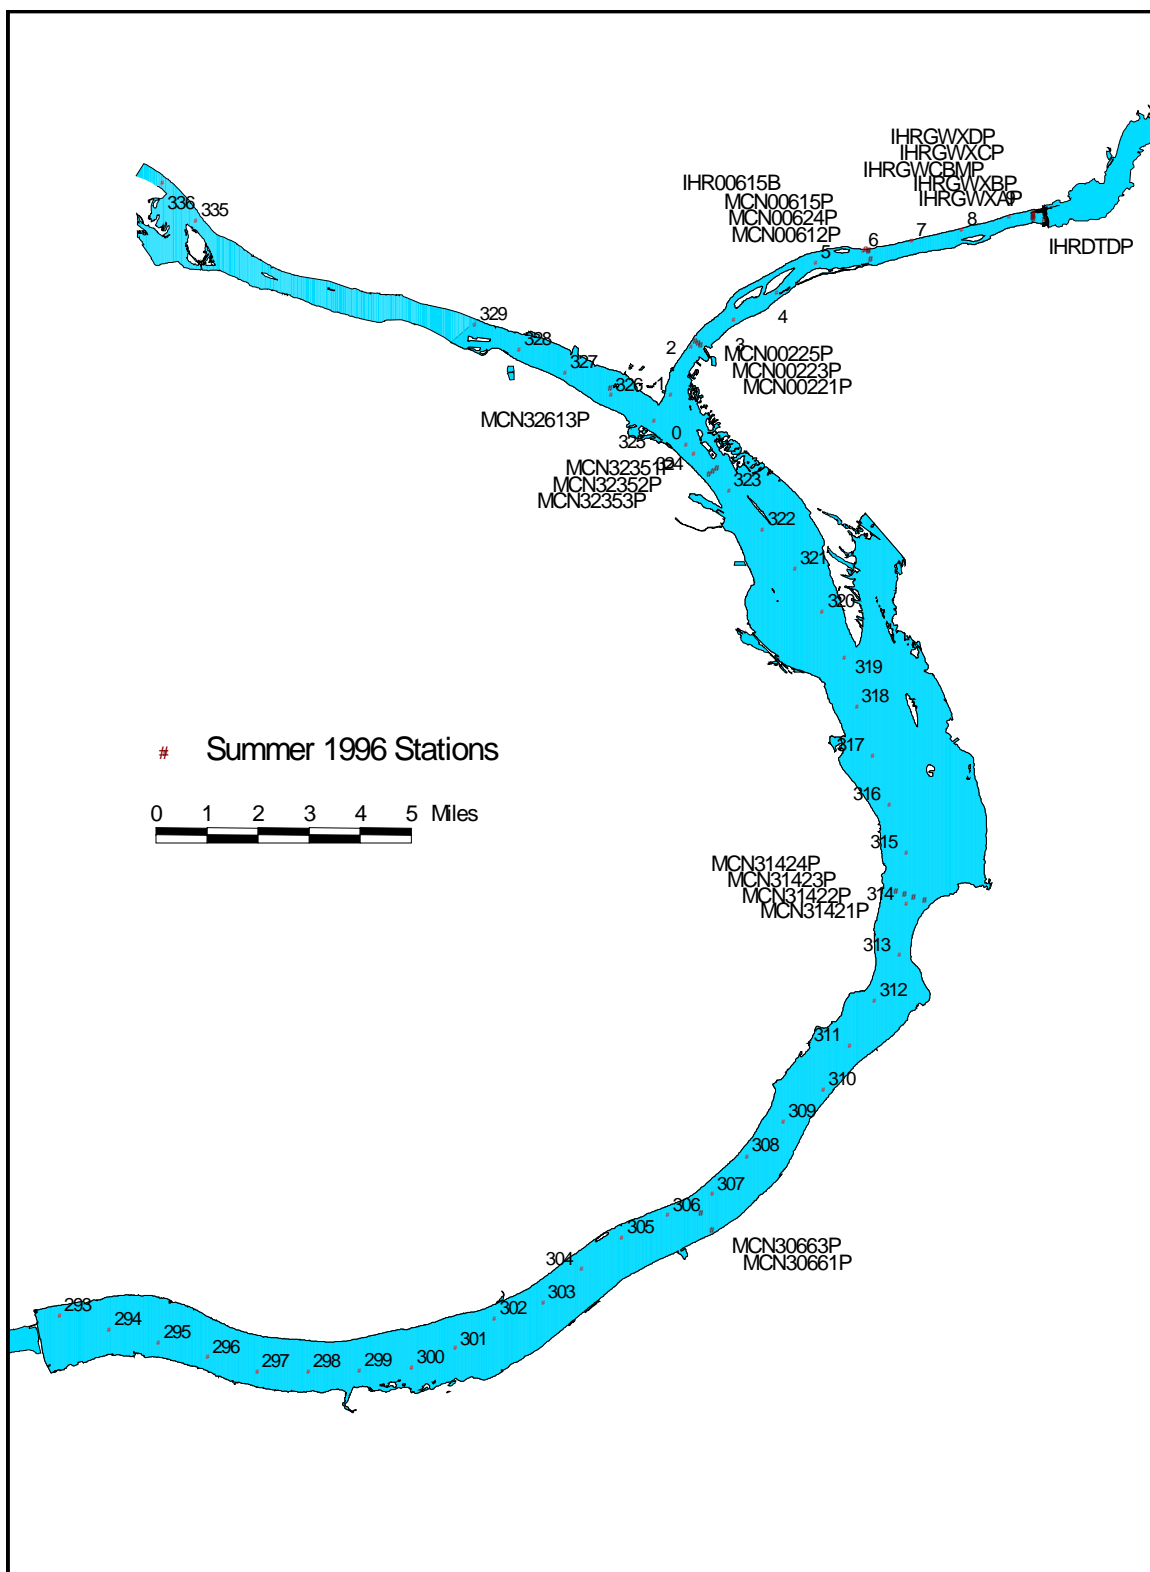 IHRGWXDP
IHRGWXCP
IHRGWCBMP
IHRGWXBP
IHRGWXAP
9
IHR00615B
MCN00615P
MCN00624P
MCN00612P
336
335
8
7
6
5
IHRDTDP
4
3
2
MCN00225P
MCN00223P
MCN00221P
329
328
327
326
1
MCN32613P
325
0
324
MCN32351P
MCN32352P
MCN32353P
323
322
321
320
319
318
317
# Summer 1996 Stations
0 1 2 3 4 5 Miles
316
315
MCN31424P
MCN31423P
MCN31422P
MCN31421P
314
313
312
311
310
309
308
307
306
305
MCN30663P
MCN30661P
304
303
302
301
300
299
298
297
296
295
294
293